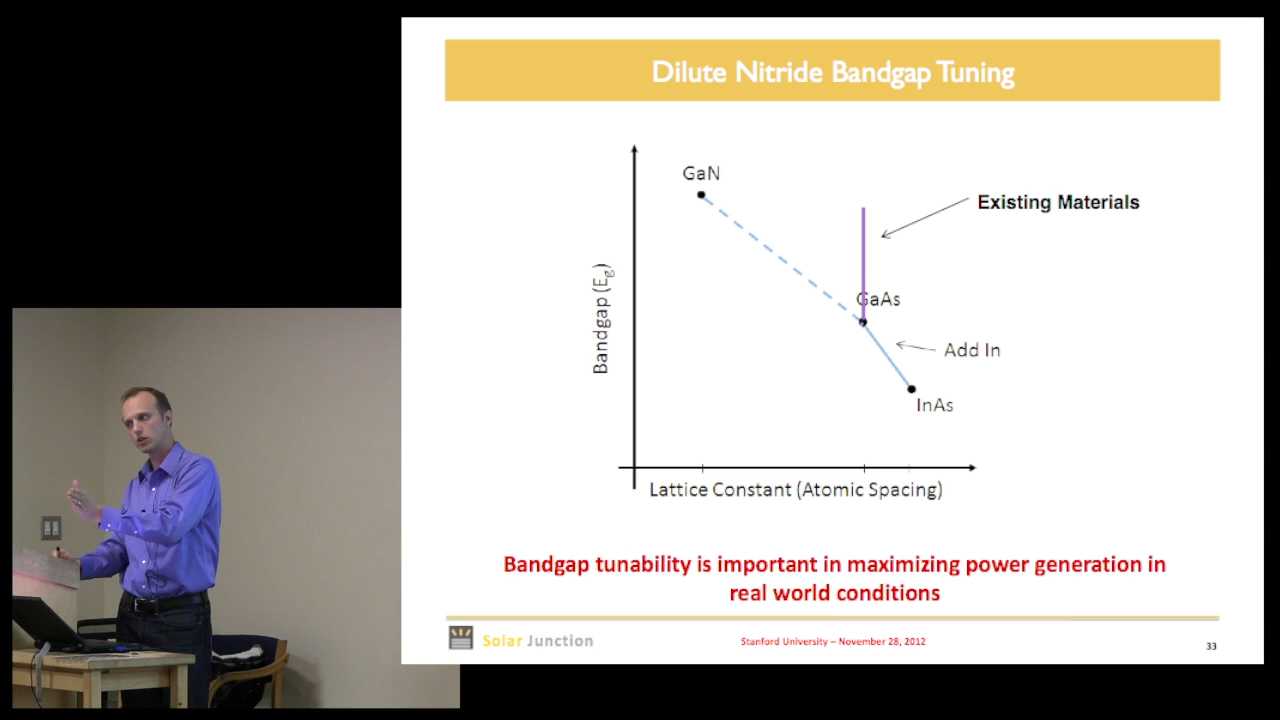 Dilute Nitride Bandgap Tuning
GaN
Existing Materials
GaAs
Add In
InAs
Bandgap (Eg)
Lattice Constant (Atomic Spacing)
Bandgap tunability is important in maximizing power generation in
real world conditions
Solar Junction
Stanford University – November 28, 2012
33